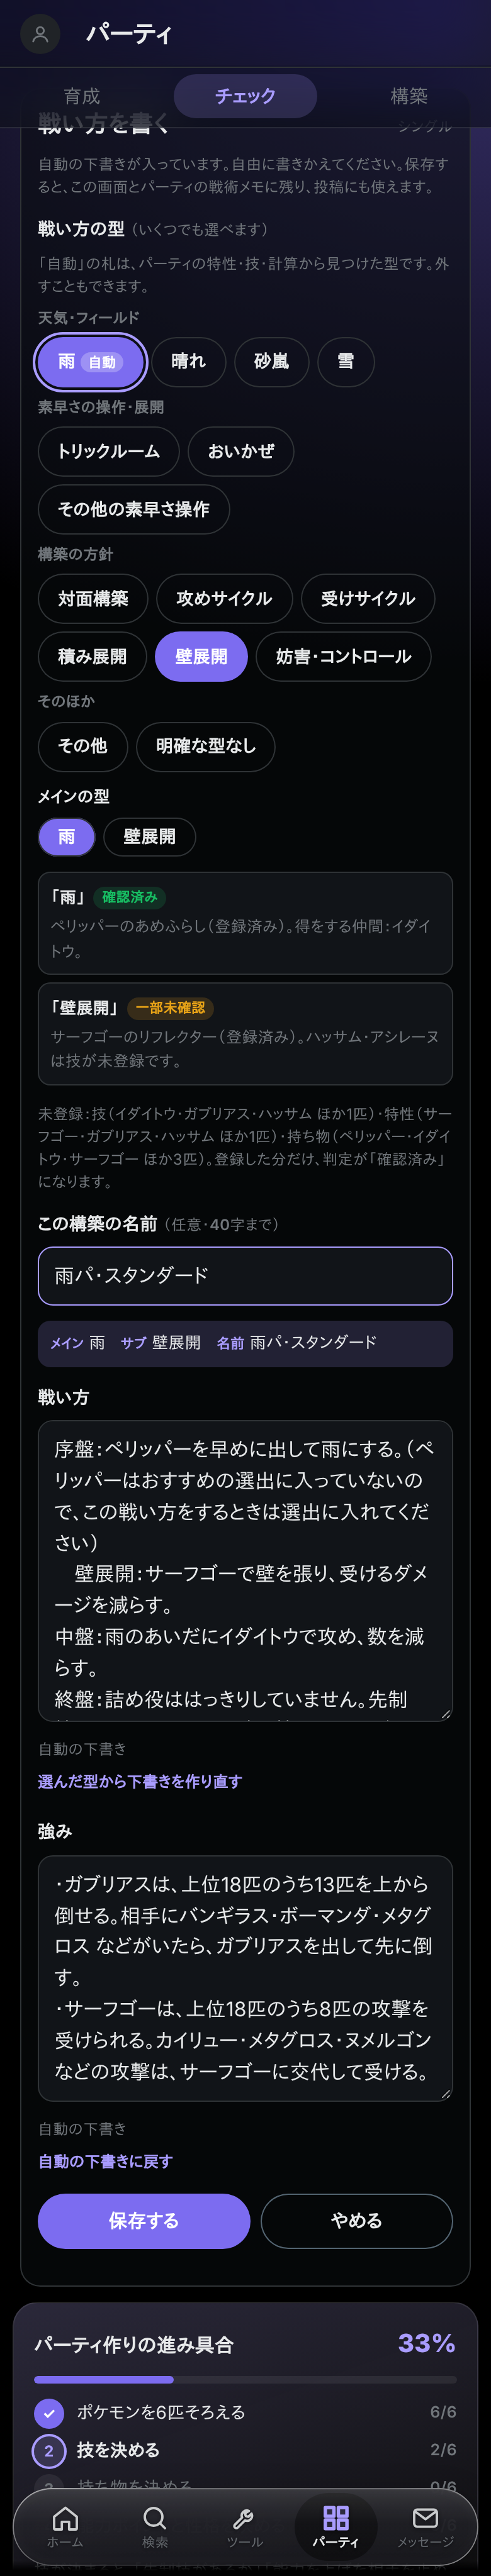 パーティ
育成
チェック
構築
戦い方を書く
シングル
自動の下書きが入っています。自由に書きかえてください。保存す
ると、この画面とパーティの戦術メモに残り、投稿にも使えます。
戦い方の型（いくつでも選べます）
「自動」の札は、パーティの特性・技・計算から見つけた型です。外
すこともできます。
天気・フィールド
雨 自動
晴れ
砂嵐
雪
素早さの操作・展開
トリックルーム
おいかぜ
その他の素早さ操作
構築の方針
対面構築
攻めサイクル
受けサイクル
積み展開
壁展開
妨害・コントロール
そのほか
その他
明確な型なし
メインの型
雨
壁展開
「雨」 確認済み
ペリッパーのあめふらし（登録済み）。得をする仲間：イダイ
トウ。
「壁展開」 一部未確認
サーフゴーのリフレクター（登録済み）。ハッサム・アシレーヌ
は技が未登録です。
未登録：技（イダイトウ・ガブリアス・ハッサム ほか1匹）・特性（サー
フゴー・ガブリアス・ハッサム ほか1匹）・持ち物（ペリッパー・イダイ
トウ・サーフゴー ほか3匹）。登録した分だけ、判定が「確認済み」
になります。
この構築の名前（任意・40字まで）
雨パ・スタンダード
メイン 雨 サブ 壁展開 名前 雨パ・スタンダード
戦い方
序盤：ペリッパーを早めに出して雨にする。（ペ
リッパーはおすすめの選出に入っていないの
で、この戦い方をするときは選出に入れてくだ
さい）
　壁展開：サーフゴーで壁を張り、受けるダメ
ージを減らす。
中盤：雨のあいだにイダイトウで攻め、数を減
らす。
終盤：詰め役ははっきりしていません。先制
自動の下書き
選んだ型から下書きを作り直す
強み
・ガブリアスは、上位18匹のうち13匹を上から
倒せる。相手にバンギラス・ボーマンダ・メタグ
ロス などがいたら、ガブリアスを出して先に倒
す。
・サーフゴーは、上位18匹のうち8匹の攻撃を
受けられる。カイリュー・メタグロス・ヌメルゴン
などの攻撃は、サーフゴーに交代して受ける。
自動の下書き
自動の下書きに戻す
保存する
やめる
パーティ作りの進み具合
33%
ポケモンを6匹そろえる
6/6
2
技を決める
2/6
3
持ち物を決める
0/6
ホーム
検索
ツール
パーティ
メッセージ